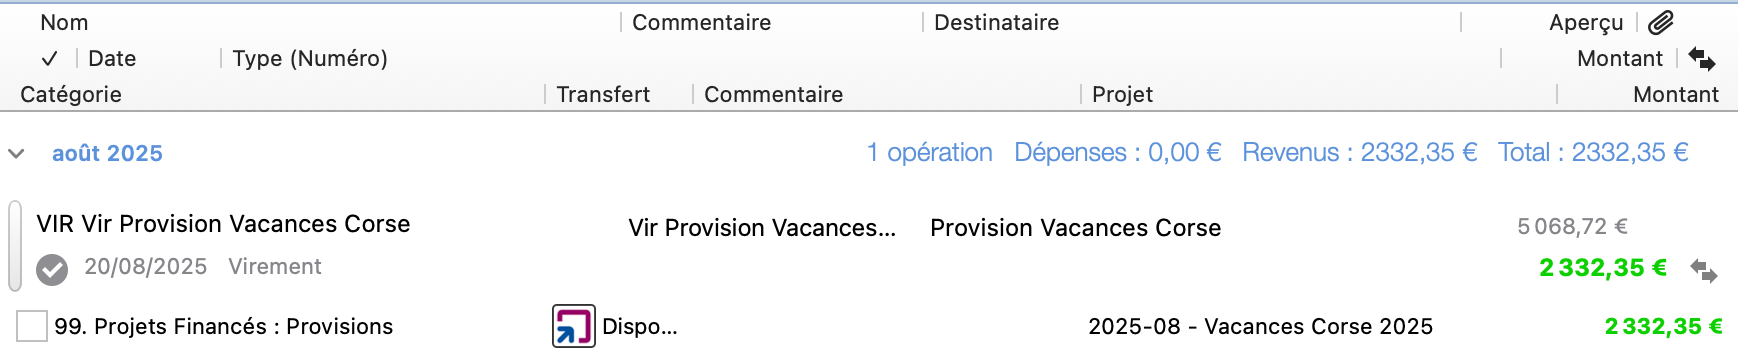 Nom Commentaire Destinataire Aperçu
✓ Date Type (Numéro) Montant
Catégorie Transfert Commentaire Projet Montant
août 2025 1 opération Dépenses : 0,00 € Revenus : 2332,35 € Total : 2332,35 €
VIR Vir Provision Vacances Corse Vir Provision Vacances... Provision Vacances Corse 5 068,72 €
20/08/2025 Virement 2 332,35 €
99. Projets Financés : Provisions Dispo... 2025-08 - Vacances Corse 2025 2 332,35 €